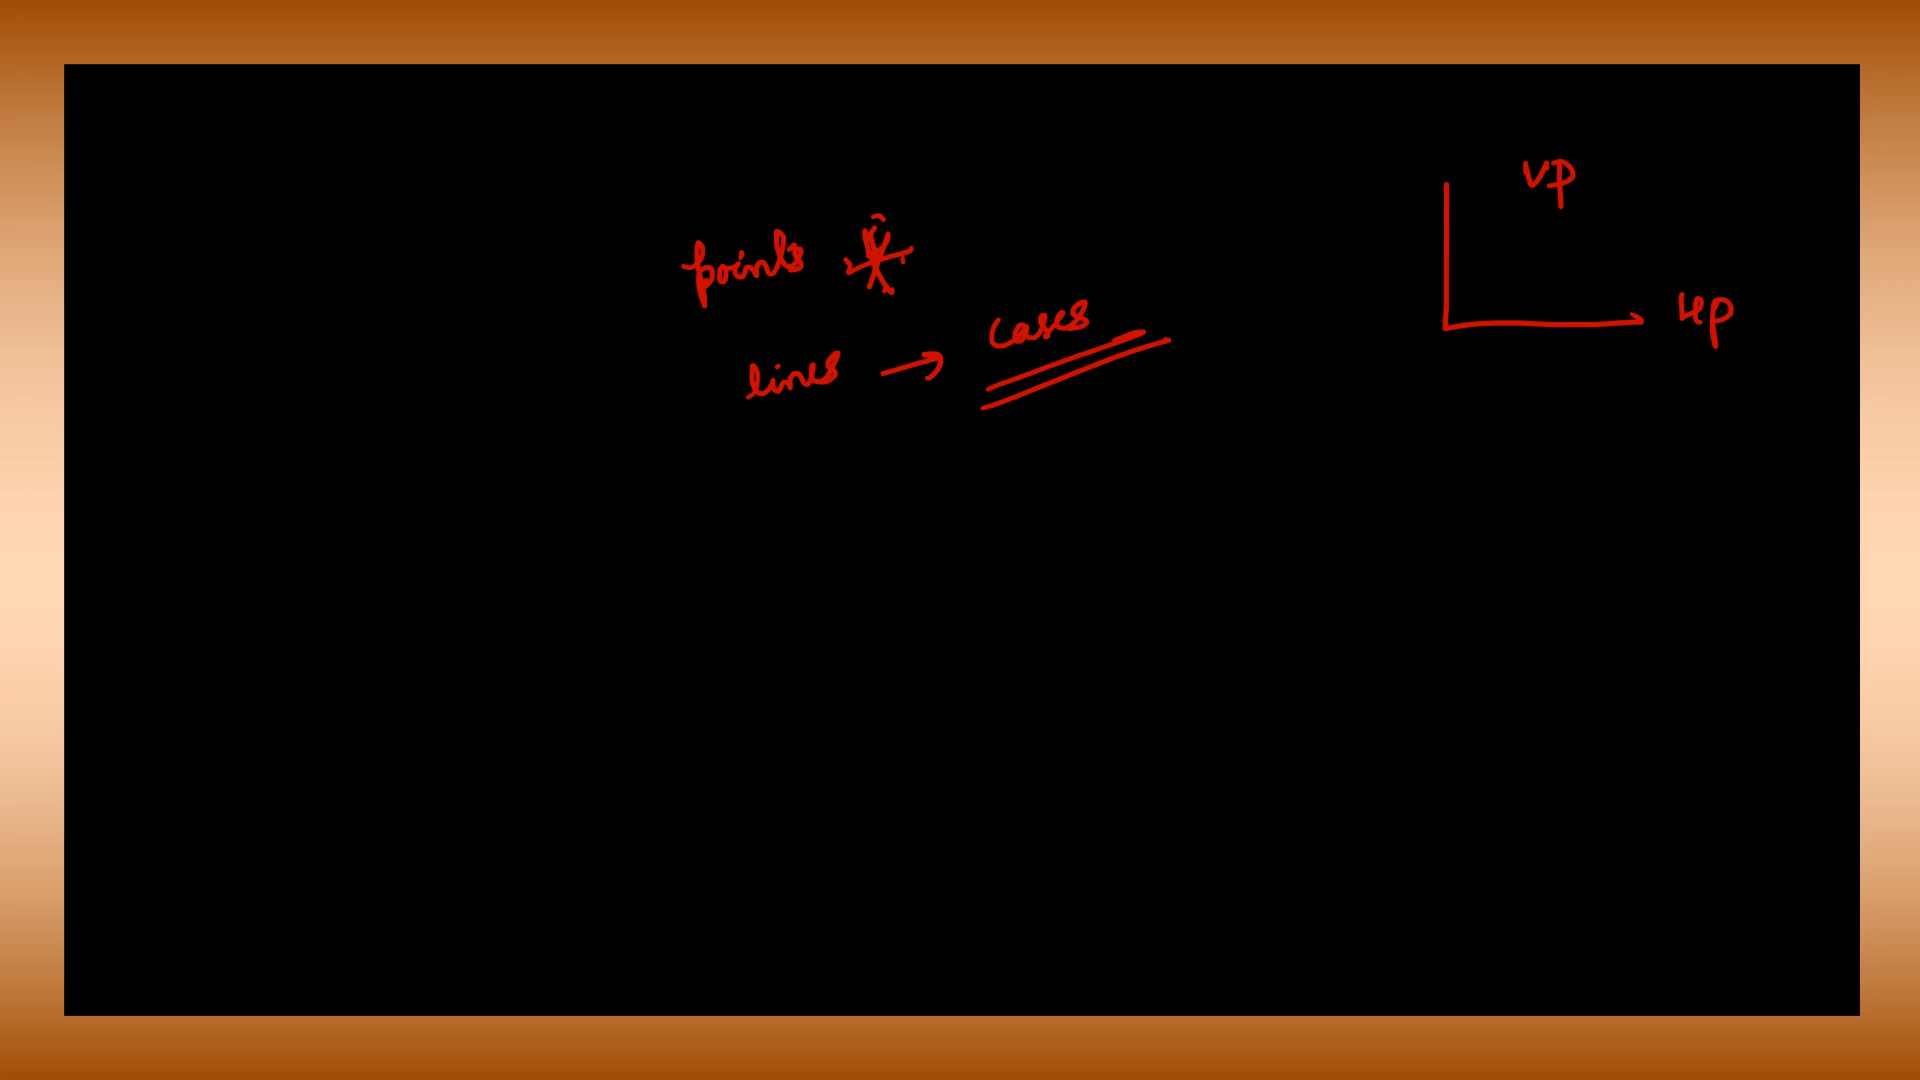 points *
lines → cases
VP
HP